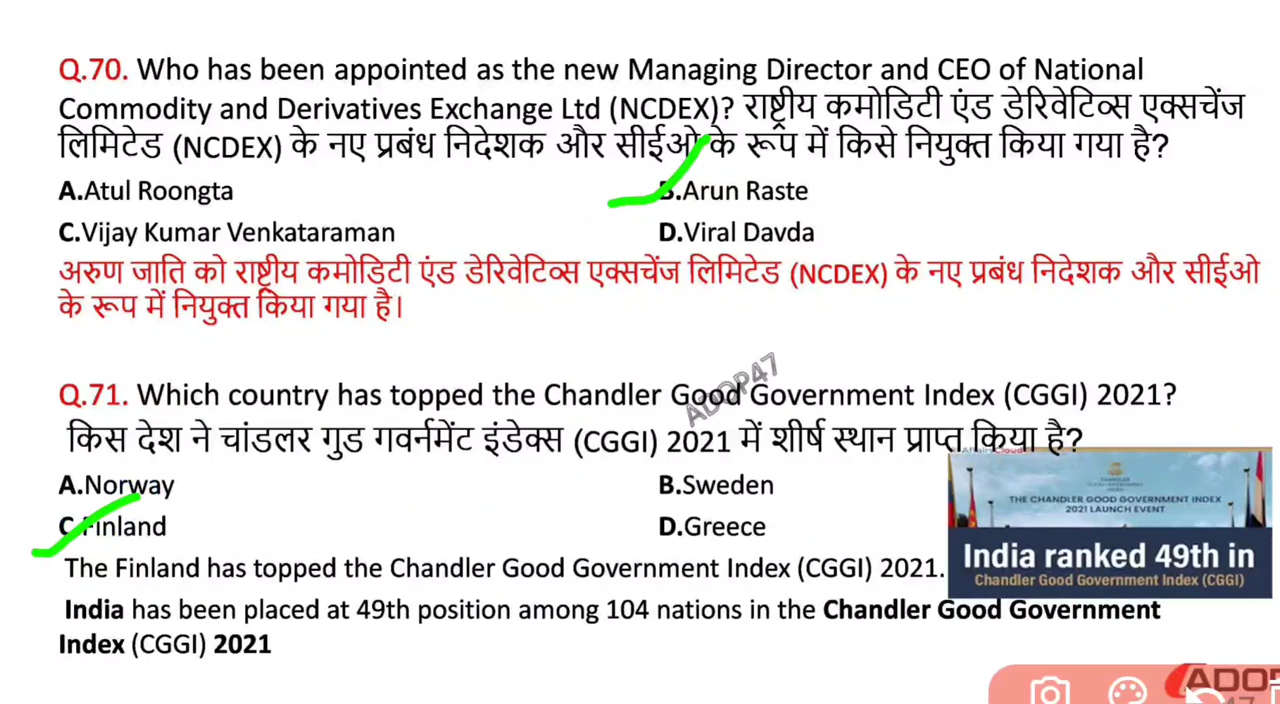 Q.70. Who has been appointed as the new Managing Director and CEO of National
Commodity and Derivatives Exchange Ltd (NCDEX)? राष्ट्रीय कमोडिटी एंड डेरिवेटिव्स एक्सचेंज
लिमिटेड (NCDEX) के नए प्रबंध निदेशक और सीईओ के रूप में किसे नियुक्त किया गया है?
A.Atul Roongta B.Arun Raste
C.Vijay Kumar Venkataraman D.Viral Davda
अरुण जाति को राष्ट्रीय कमोडिटी एंड डेरिवेटिव्स एक्सचेंज लिमिटेड (NCDEX) के नए प्रबंध निदेशक और सीईओ
के रूप में नियुक्त किया गया है।
ADOP47
Q.71. Which country has topped the Chandler Good Government Index (CGGI) 2021?
किस देश ने चांडलर गुड गवर्नमेंट इंडेक्स (CGGI) 2021 में शीर्ष स्थान प्राप्त किया है?
A.Norway B.Sweden
C.Finland D.Greece
THE CHANDLER GOOD GOVERNMENT INDEX
2021 LAUNCH EVENT
India ranked 49th in
Chandler Good Government Index (CGGI)
The Finland has topped the Chandler Good Government Index (CGGI) 2021.
India has been placed at 49th position among 104 nations in the Chandler Good Government
Index (CGGI) 2021